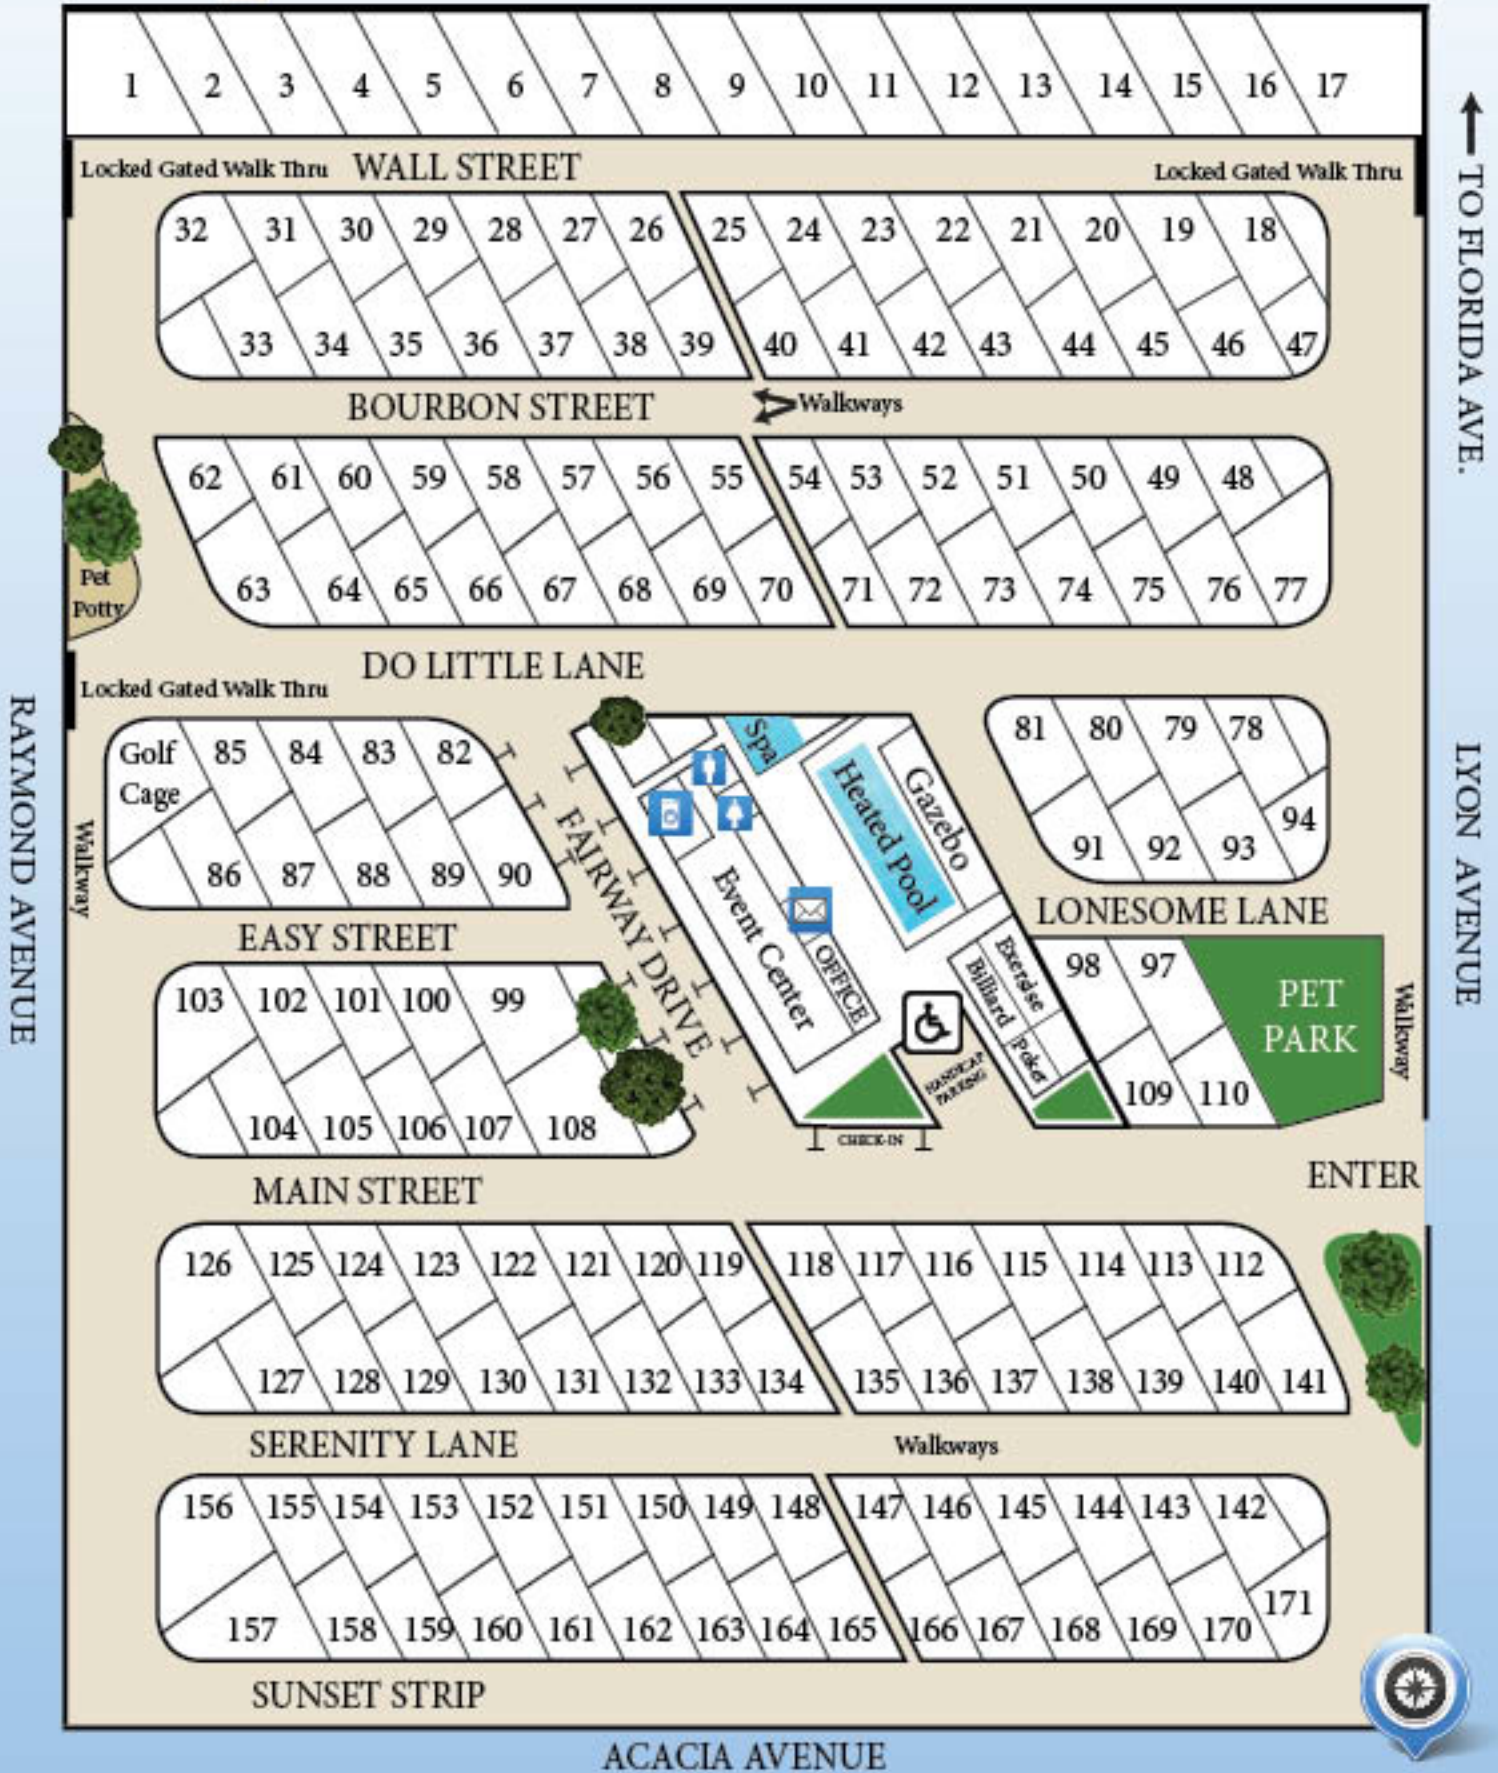 1 2 3 4 5 6 7 8 9 10 11 12 13 14 15 16 17
Locked Gated Walk Thru
WALL STREET
Locked Gated Walk Thru
TO FLORIDA AVE.
32 31 30 29 28 27 26 25 24 23 22 21 20 19 18
33 34 35 36 37 38 39 40 41 42 43 44 45 46 47
BOURBON STREET
Walkways
62 61 60 59 58 57 56 55 54 53 52 51 50 49 48
Pet
Potty
63 64 65 66 67 68 69 70 71 72 73 74 75 76 77
DO LITTLE LANE
Locked Gated Walk Thru
RAYMOND AVENUE
LYON AVENUE
Golf
Cage
85 84 83 82
81 80 79 78
Walkway
86 87 88 89 90
91 92 93 94
FAIRWAY DRIVE
Spa
Heated Pool
Gazebo
Event Center
OFFICE
Exercise
Billiard
Poker
HANDICAP
PARKING
CHECK-IN
EASY STREET
LONESOME LANE
103 102 101 100 99
98 97
PET
PARK
Walkway
104 105 106 107 108
109 110
MAIN STREET
ENTER
126 125 124 123 122 121 120 119 118 117 116 115 114 113 112
127 128 129 130 131 132 133 134 135 136 137 138 139 140 141
SERENITY LANE
Walkways
156 155 154 153 152 151 150 149 148 147 146 145 144 143 142
157 158 159 160 161 162 163 164 165 166 167 168 169 170 171
SUNSET STRIP
ACACIA AVENUE